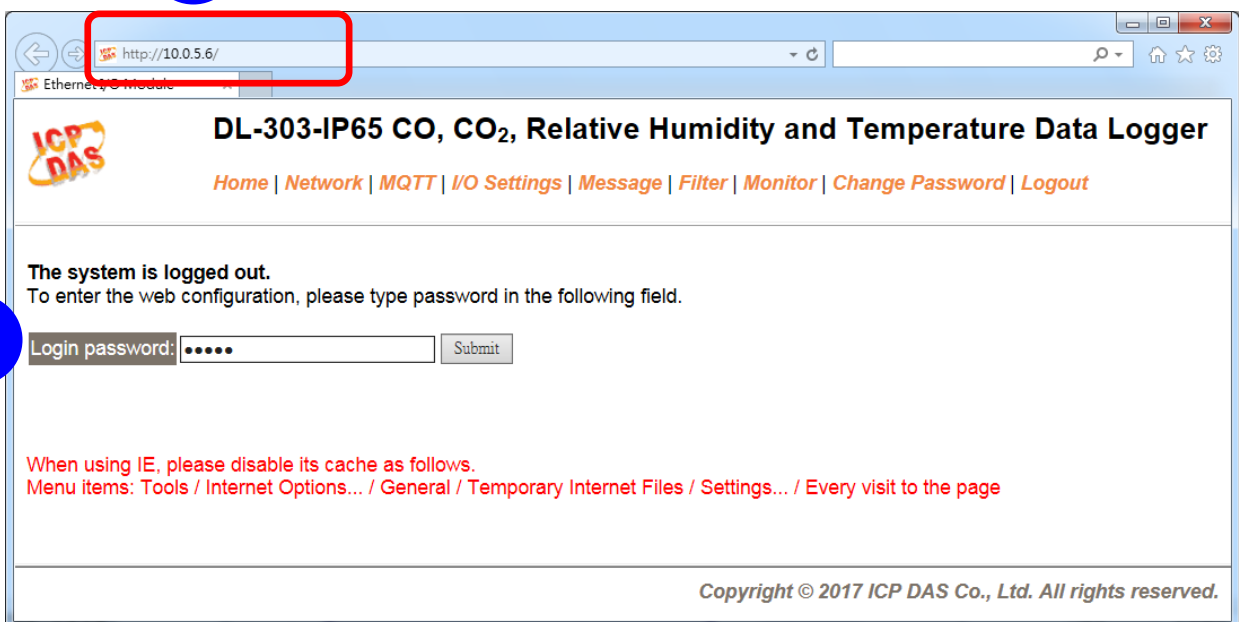 http://10.0.5.6/
Ethernet I/O Module
ICP DAS
DL-303-IP65 CO, CO₂, Relative Humidity and Temperature Data Logger
Home | Network | MQTT | I/O Settings | Message | Filter | Monitor | Change Password | Logout
The system is logged out.
To enter the web configuration, please type password in the following field.
Login password: ••••• Submit
When using IE, please disable its cache as follows.
Menu items: Tools / Internet Options... / General / Temporary Internet Files / Settings... / Every visit to the page
Copyright © 2017 ICP DAS Co., Ltd. All rights reserved.